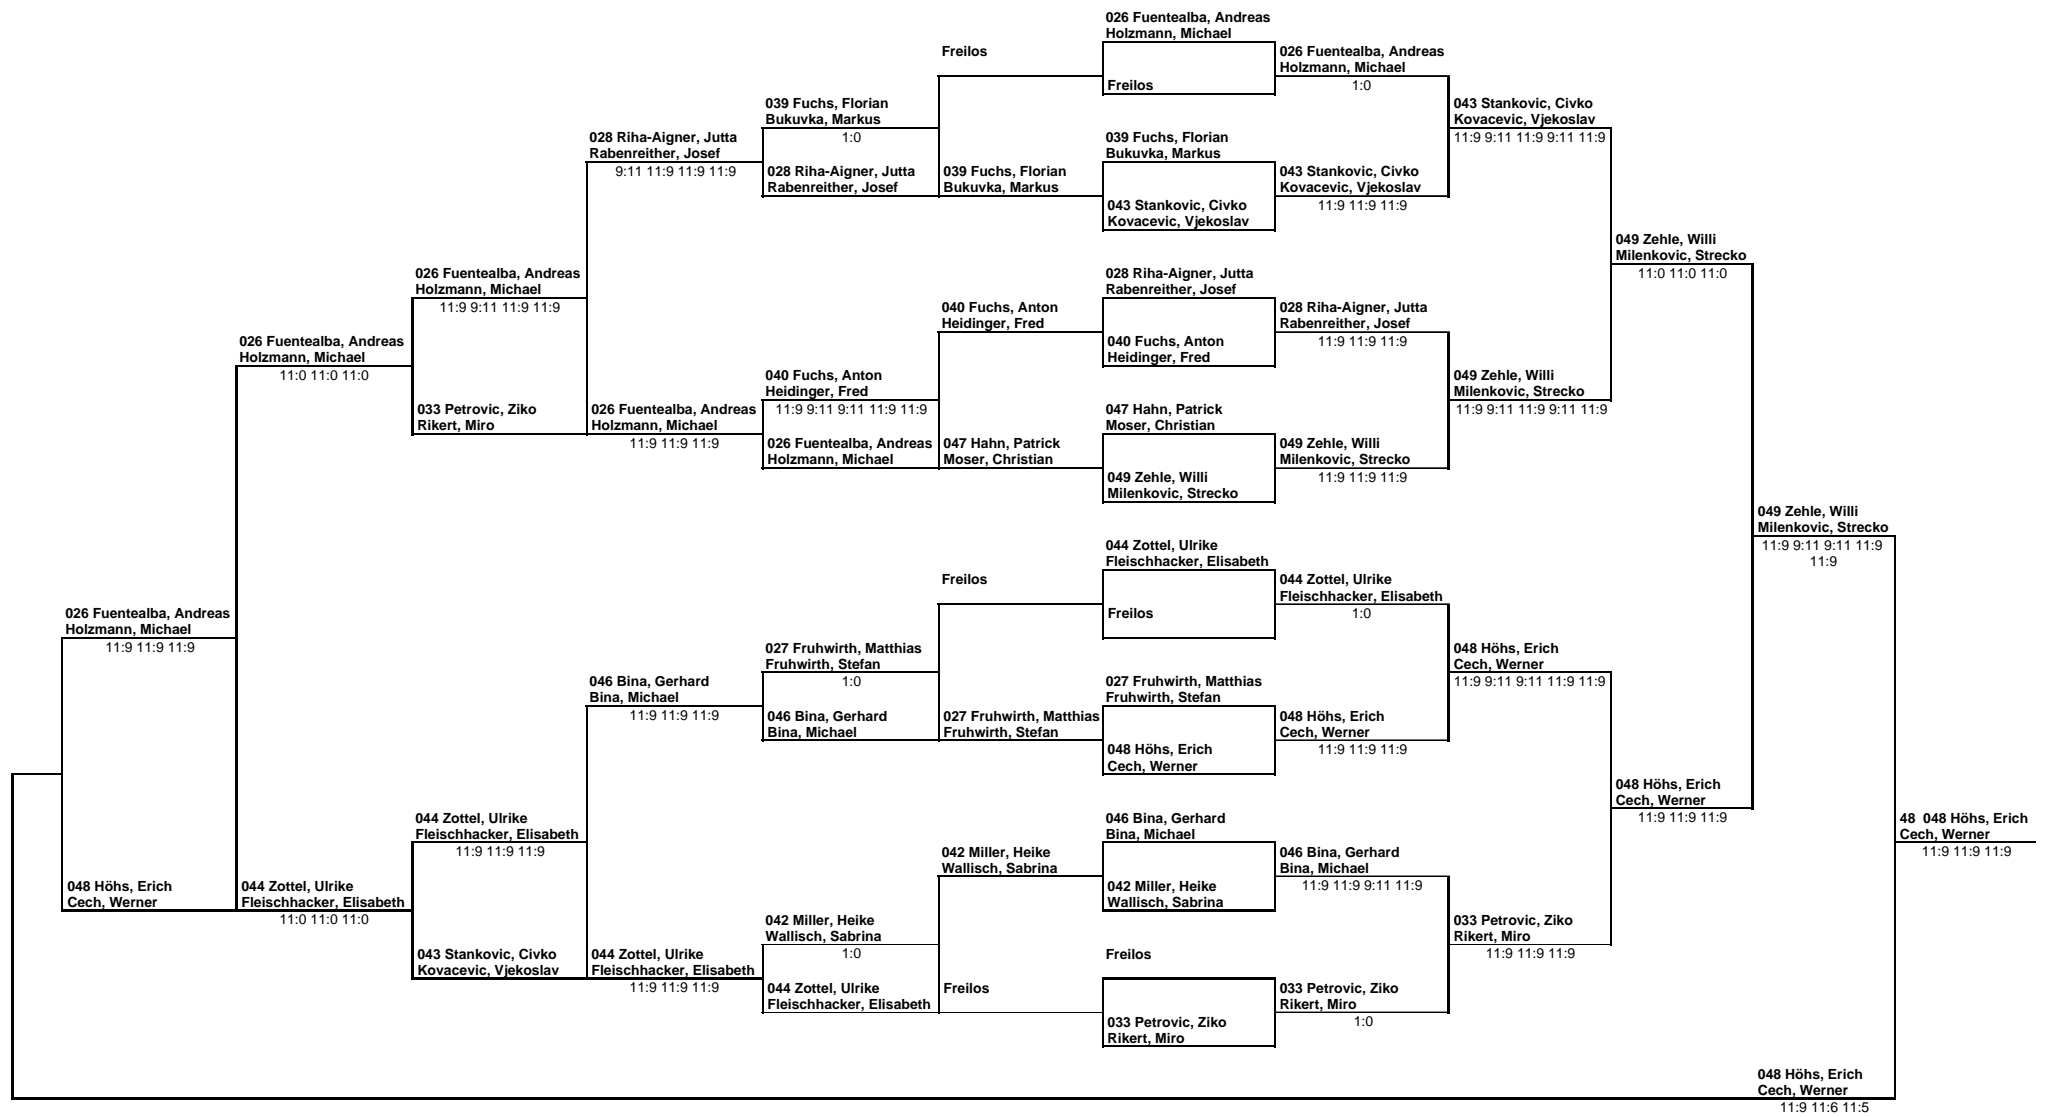 026 Fuentealba, Andreas
Holzmann, Michael
Freilos
026 Fuentealba, Andreas
Holzmann, Michael
Freilos
1:0
039 Fuchs, Florian
Bukuvka, Markus
043 Stankovic, Civko
Kovacevic, Vjekoslav
028 Riha-Aigner, Jutta
Rabenreither, Josef
1:0
039 Fuchs, Florian
Bukuvka, Markus
11:9 9:11 11:9 9:11 11:9
9:11 11:9 11:9 11:9
028 Riha-Aigner, Jutta
Rabenreither, Josef
039 Fuchs, Florian
Bukuvka, Markus
043 Stankovic, Civko
Kovacevic, Vjekoslav
043 Stankovic, Civko
Kovacevic, Vjekoslav
11:9 11:9 11:9
049 Zehle, Willi
Milenkovic, Strecko
026 Fuentealba, Andreas
Holzmann, Michael
028 Riha-Aigner, Jutta
Rabenreither, Josef
11:0 11:0 11:0
11:9 9:11 11:9 11:9
040 Fuchs, Anton
Heidinger, Fred
028 Riha-Aigner, Jutta
Rabenreither, Josef
026 Fuentealba, Andreas
Holzmann, Michael
040 Fuchs, Anton
Heidinger, Fred
11:9 11:9 11:9
11:0 11:0 11:0
040 Fuchs, Anton
Heidinger, Fred
049 Zehle, Willi
Milenkovic, Strecko
033 Petrovic, Ziko
Rikert, Miro
026 Fuentealba, Andreas
Holzmann, Michael
11:9 9:11 9:11 11:9 11:9
047 Hahn, Patrick
Moser, Christian
11:9 9:11 11:9 9:11 11:9
11:9 11:9 11:9
026 Fuentealba, Andreas
Holzmann, Michael
047 Hahn, Patrick
Moser, Christian
049 Zehle, Willi
Milenkovic, Strecko
049 Zehle, Willi
Milenkovic, Strecko
11:9 11:9 11:9
049 Zehle, Willi
Milenkovic, Strecko
044 Zottel, Ulrike
Fleischhacker, Elisabeth
11:9 9:11 9:11 11:9
11:9
Freilos
044 Zottel, Ulrike
Fleischhacker, Elisabeth
026 Fuentealba, Andreas
Holzmann, Michael
Freilos
1:0
11:9 11:9 11:9
027 Fruhwirth, Matthias
Fruhwirth, Stefan
048 Höhs, Erich
Cech, Werner
046 Bina, Gerhard
Bina, Michael
1:0
027 Fruhwirth, Matthias
Fruhwirth, Stefan
11:9 9:11 9:11 11:9 11:9
11:9 11:9 11:9
046 Bina, Gerhard
Bina, Michael
027 Fruhwirth, Matthias
Fruhwirth, Stefan
048 Höhs, Erich
Cech, Werner
048 Höhs, Erich
Cech, Werner
11:9 11:9 11:9
048 Höhs, Erich
Cech, Werner
044 Zottel, Ulrike
Fleischhacker, Elisabeth
046 Bina, Gerhard
Bina, Michael
11:9 11:9 11:9
48 048 Höhs, Erich
Cech, Werner
11:9 11:9 11:9
042 Miller, Heike
Wallisch, Sabrina
046 Bina, Gerhard
Bina, Michael
11:9 11:9 11:9
048 Höhs, Erich
Cech, Werner
044 Zottel, Ulrike
Fleischhacker, Elisabeth
042 Miller, Heike
Wallisch, Sabrina
11:9 11:9 9:11 11:9
11:0 11:0 11:0
042 Miller, Heike
Wallisch, Sabrina
033 Petrovic, Ziko
Rikert, Miro
043 Stankovic, Civko
Kovacevic, Vjekoslav
044 Zottel, Ulrike
Fleischhacker, Elisabeth
1:0
Freilos
11:9 11:9 11:9
11:9 11:9 11:9
044 Zottel, Ulrike
Fleischhacker, Elisabeth
Freilos
033 Petrovic, Ziko
Rikert, Miro
033 Petrovic, Ziko
Rikert, Miro
1:0
048 Höhs, Erich
Cech, Werner
11:9 11:6 11:5